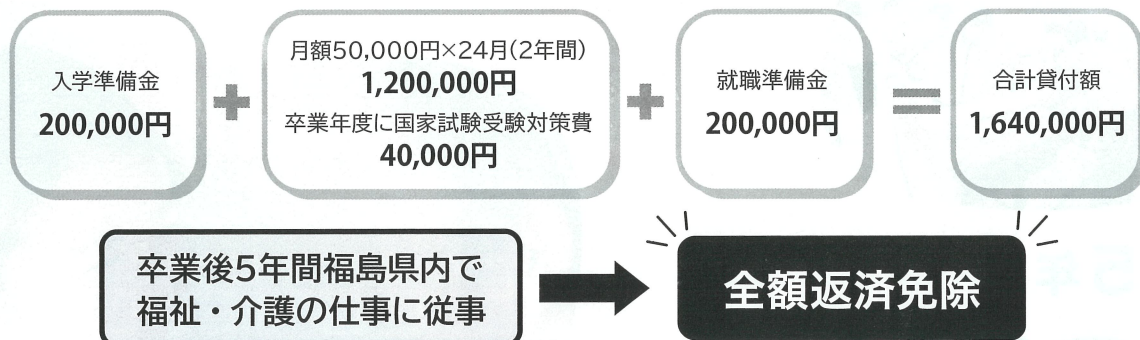 入学準備金
200,000円
+
月額50,000円×24月(2年間)
1,200,000円
卒業年度に国家試験受験対策費
40,000円
+
就職準備金
200,000円
=
合計貸付額
1,640,000円
卒業後5年間福島県内で
福祉・介護の仕事に従事
全額返済免除